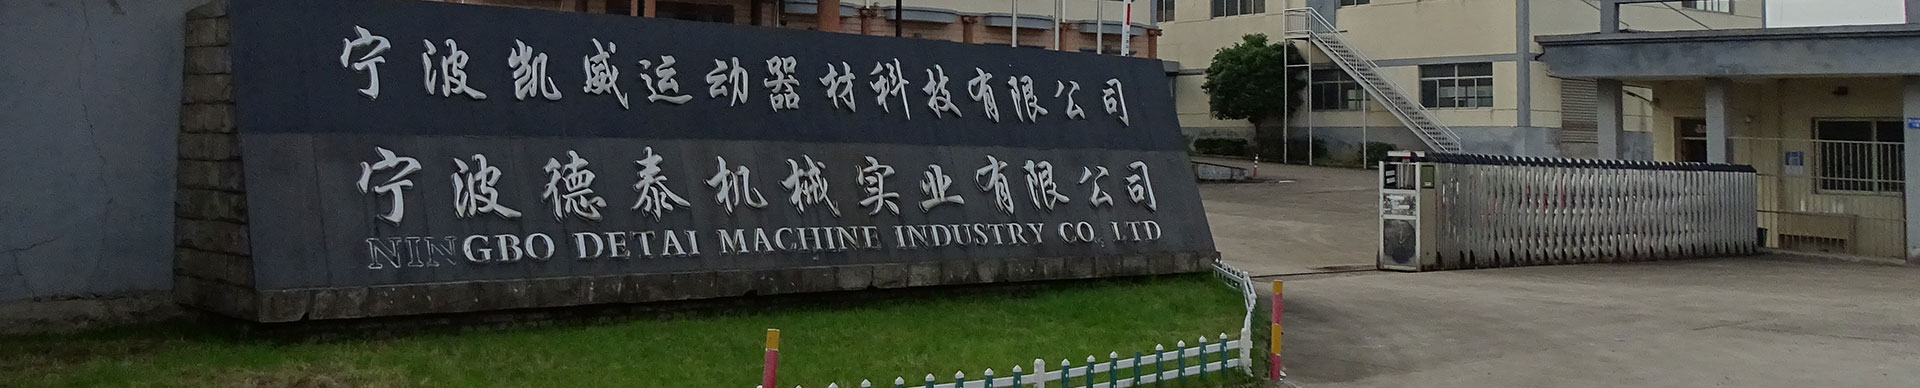 宁波凯威运动器材科技有限公司
宁波德泰机械实业有限公司
NINGBO DETAI MACHINE INDUSTRY CO., LTD